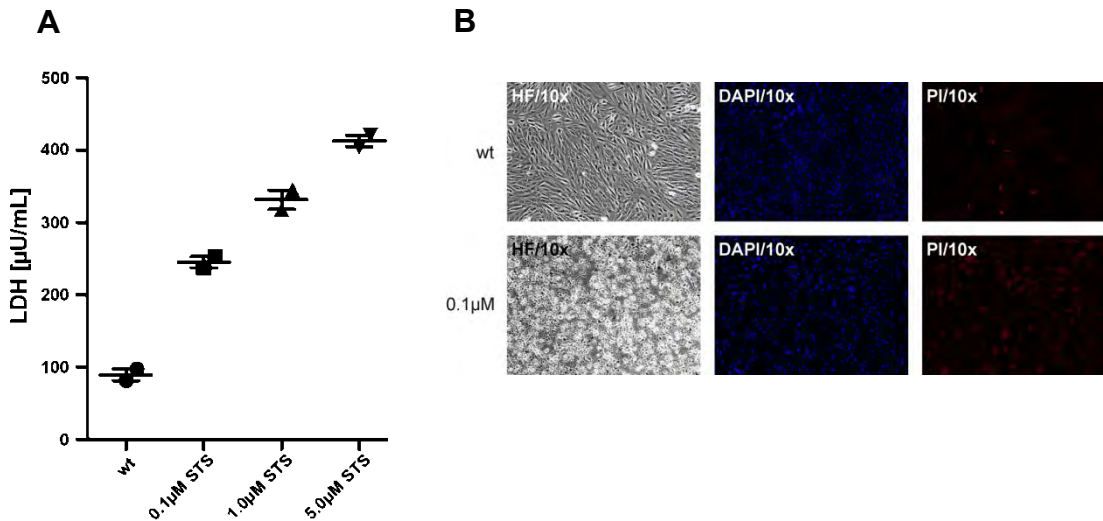 A
B
LDH [µU/mL]
500
400
300
200
100
0
wt
0.1µM STS
1.0µM STS
5.0µM STS
wt
HF/10x
DAPI/10x
PI/10x
0.1µM
HF/10x
DAPI/10x
PI/10x